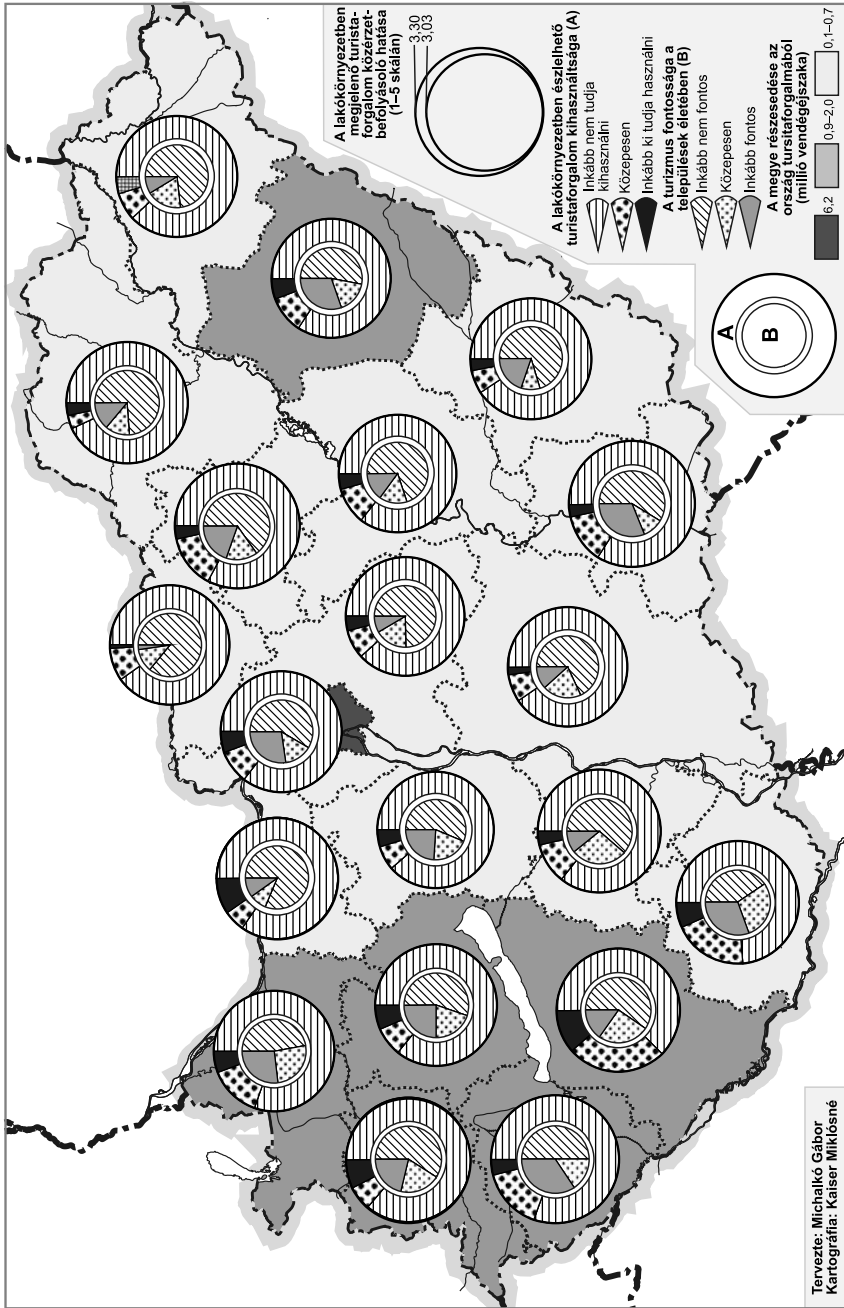 A lakókörnyezetben
megjelenő turista-
forgalom közérzet-
befolyásoló hatása
(1–5 skálán)
3,30
3,03
A lakókörnyezetben észlelhető
turistaforgalom kihasználtsága (A)
Inkább nem tudja
kihasználni
Közepesen
Inkább ki tudja használni
A turizmus fontossága a
települések életében (B)
Inkább nem fontos
Közepesen
Inkább fontos
A megye részesedése az
ország tursitaforgalmából
(millió vendégéjszaka)
6,2
0,9–2,0
0,1–0,7
A
B
Tervezte: Michalkó Gábor
Kartográfia: Kaiser Miklósné